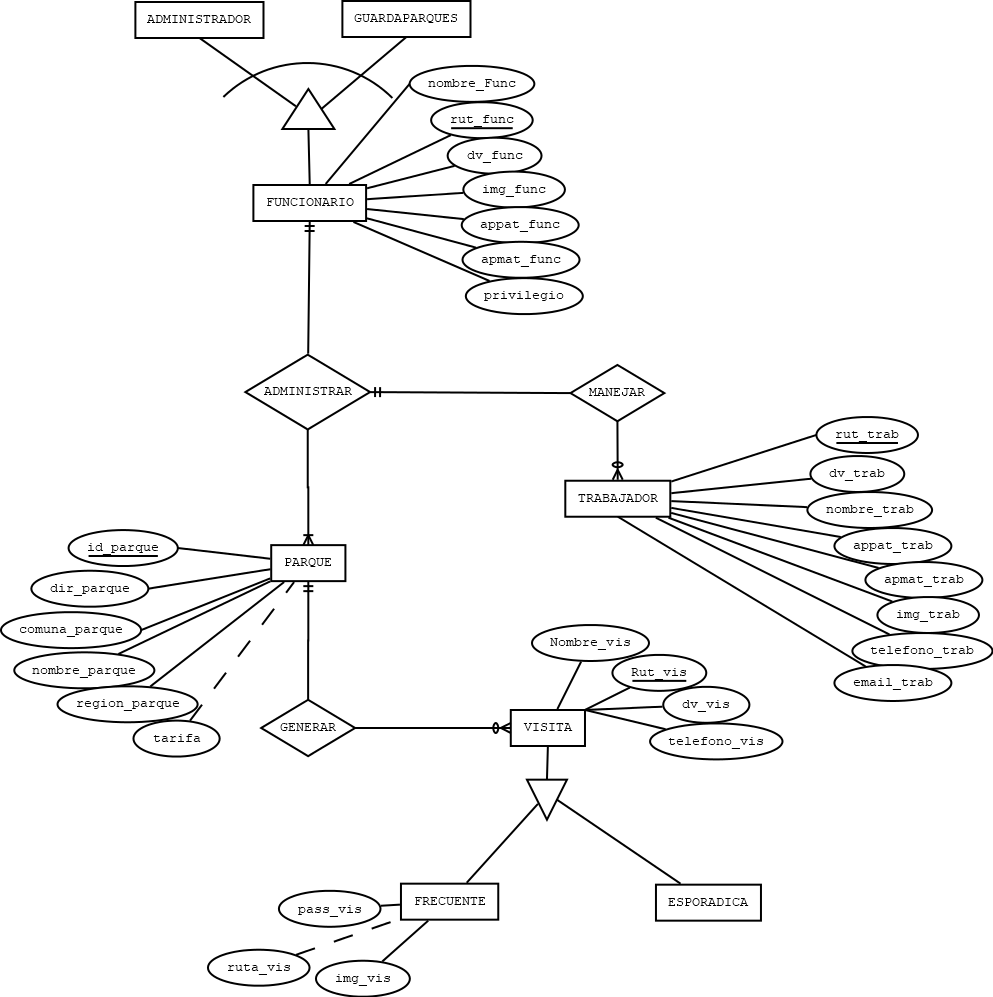 ADMINISTRADOR
GUARDAPARQUES
nombre_Func
rut_func
dv_func
img_func
FUNCIONARIO
appat_func
apmat_func
privilegio
ADMINISTRAR
MANEJAR
rut_trab
dv_trab
TRABAJADOR
nombre_trab
appat_trab
apmat_trab
img_trab
telefono_trab
email_trab
id_parque
PARQUE
dir_parque
comuna_parque
nombre_parque
region_parque
tarifa
GENERAR
Nombre_vis
Rut_vis
dv_vis
VISITA
telefono_vis
FRECUENTE
ESPORADICA
pass_vis
ruta_vis
img_vis